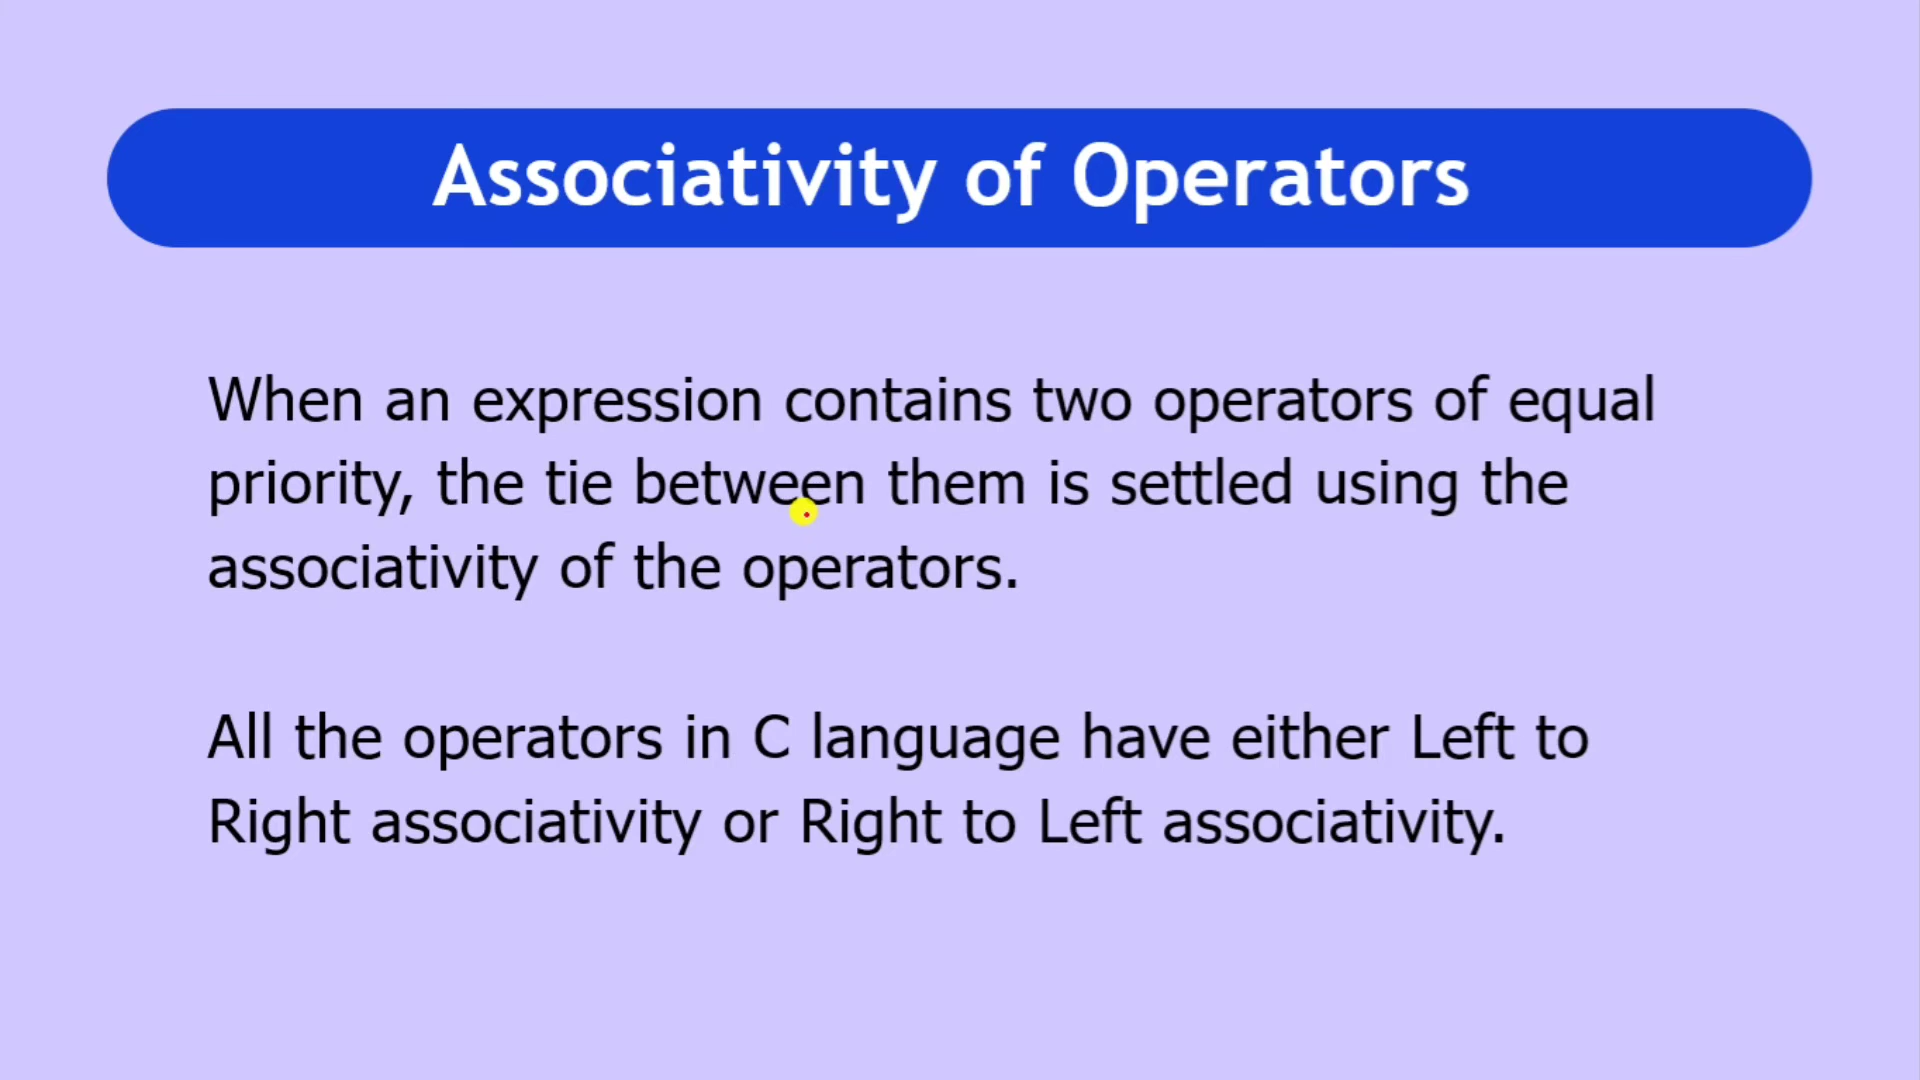 Associativity of Operators
When an expression contains two operators of equal
priority, the tie between them is settled using the
associativity of the operators.
All the operators in C language have either Left to
Right associativity or Right to Left associativity.